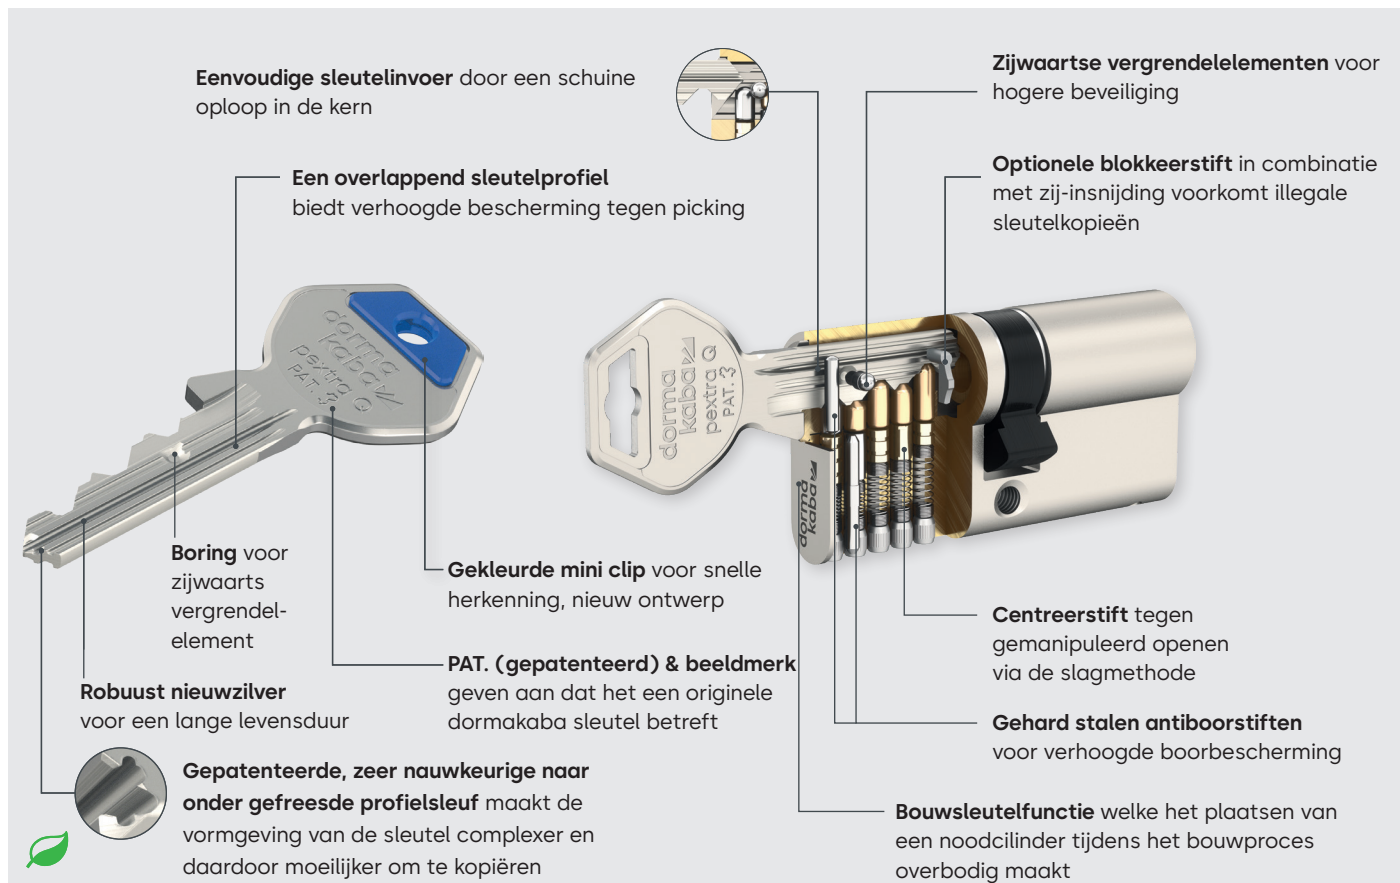 Eenvoudige sleutelinvoer door een schuine
oploop in de kern
Zijwaartse vergrendelelementen voor
hogere beveiliging
Een overlappend sleutelprofiel
biedt verhoogde bescherming tegen picking
Optionele blokkeerstift in combinatie
met zij-insnijding voorkomt illegale
sleutelkopieën
dorma
kaba
pextra Q
PAT. 3
dorma
kaba
pextra Q
PAT. 3
dorma
kaba
Boring voor
zijwaarts
vergrendel-
element
Gekleurde mini clip voor snelle
herkenning, nieuw ontwerp
Centreerstift tegen
gemanipuleerd openen
via de slagmethode
PAT. (gepatenteerd) & beeldmerk
geven aan dat het een originele
dormakaba sleutel betreft
Robuust nieuwzilver
voor een lange levensduur
Gehard stalen antiboorstiften
voor verhoogde boorbescherming
Gepatenteerde, zeer nauwkeurige naar
onder gefreesde profielsleuf maakt de
vormgeving van de sleutel complexer en
daardoor moeilijker om te kopiëren
Bouwsleutelfunctie welke het plaatsen van
een noodcilinder tijdens het bouwproces
overbodig maakt